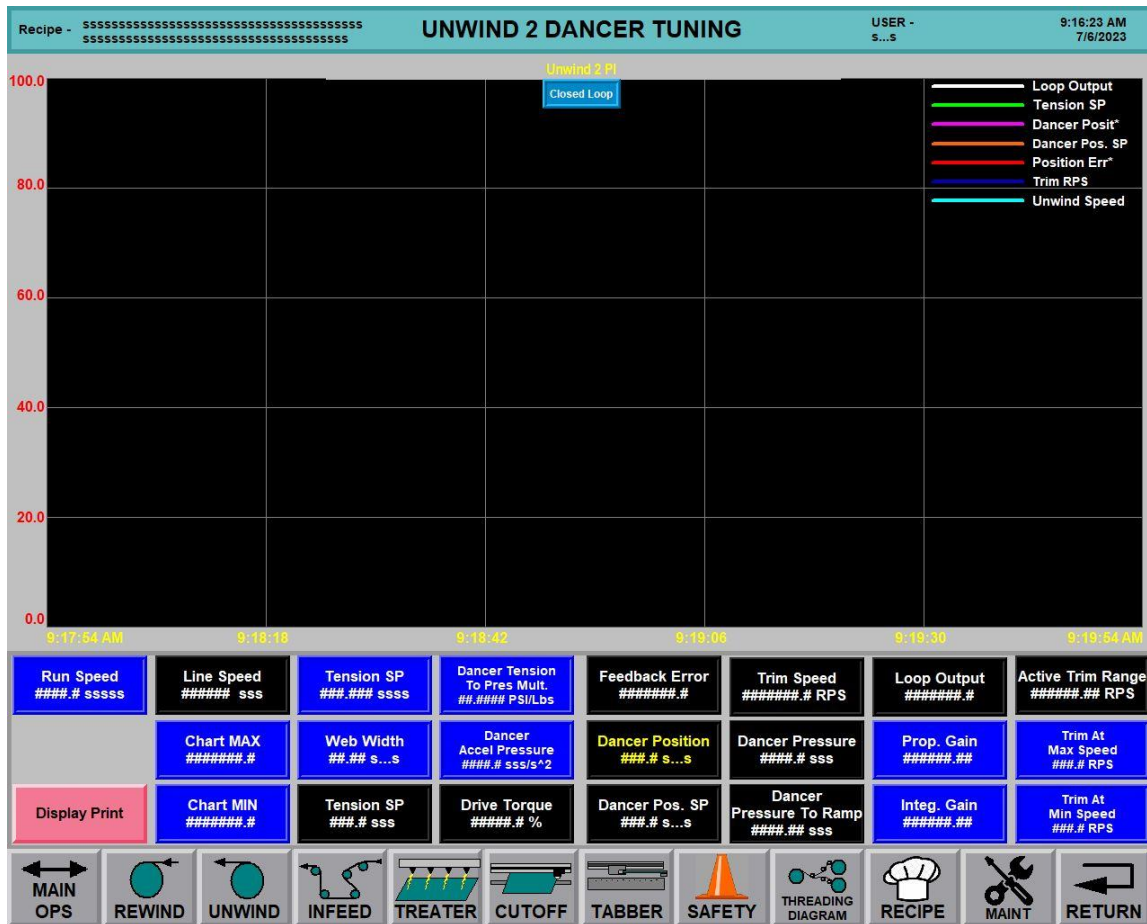 Recipe - ssssssssssssssssssssssssssssssssssssssss
ssssssssssssssssssssssssssssssssssssss
UNWIND 2 DANCER TUNING
USER -
s...s
9:16:23 AM
7/6/2023
Unwind 2 PI
Closed Loop
100.0
80.0
60.0
40.0
20.0
0.0
Loop Output
Tension SP
Dancer Posit*
Dancer Pos. SP
Position Err*
Trim RPS
Unwind Speed
9:17:54 AM 9:18:18 9:18:42 9:19:06 9:19:30 9:19:54 AM
Run Speed
####.# sssss
Line Speed
###### sss
Tension SP
###.### ssss
Dancer Tension
To Pres Mult.
##.#### PSI/Lbs
Feedback Error
#######.#
Trim Speed
#######.# RPS
Loop Output
#######.#
Active Trim Range
######.## RPS
Chart MAX
#######.#
Web Width
##.## s...s
Dancer
Accel Pressure
####.# sss/s^2
Dancer Position
###.# s...s
Dancer Pressure
####.# sss
Prop. Gain
######.##
Trim At
Max Speed
###.# RPS
Display Print
Chart MIN
#######.#
Tension SP
###.# sss
Drive Torque
#####.# %
Dancer Pos. SP
###.# s...s
Dancer
Pressure To Ramp
####.## sss
Integ. Gain
######.##
Trim At
Min Speed
###.# RPS
MAIN
OPS
REWIND
UNWIND
INFEED
TREATER
CUTOFF
TABBER
SAFETY
THREADING
DIAGRAM
RECIPE
MAINT
RETURN